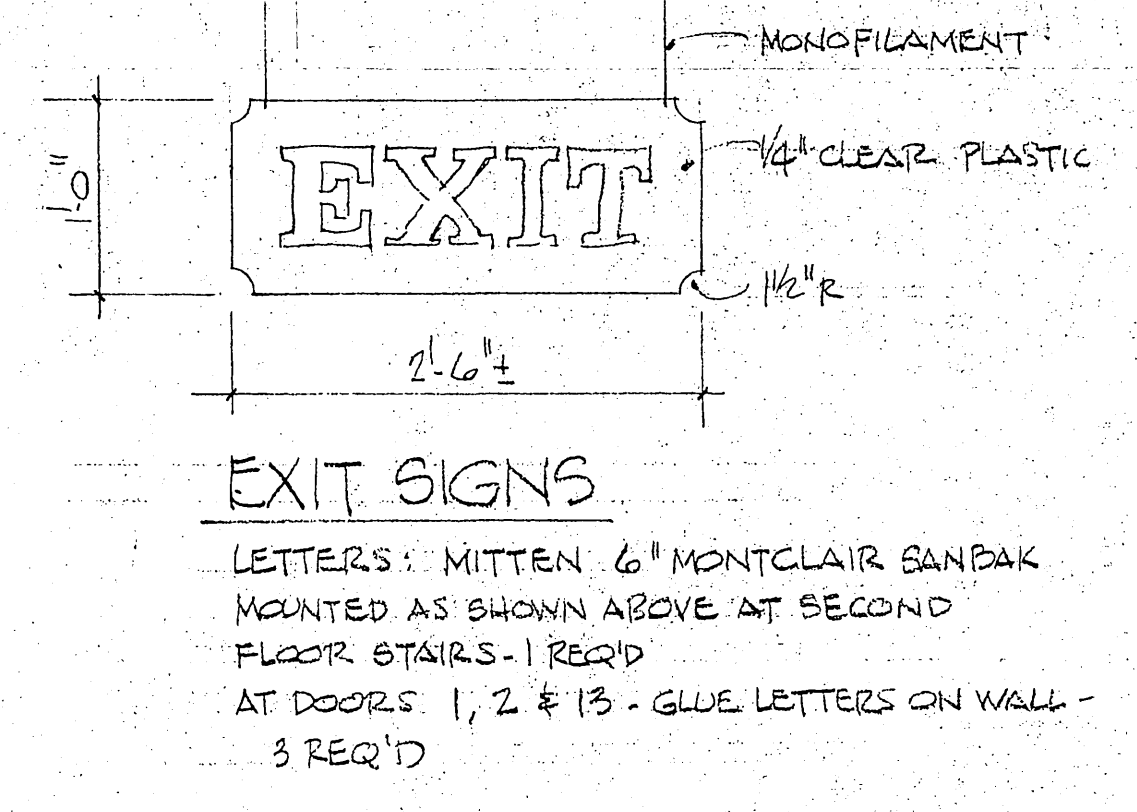 MONOFILAMENT
EXIT
1/4" CLEAR PLASTIC
1'-0"
1 1/2" R
2'-6" ±
EXIT SIGNS
LETTERS: MITTEN 6" MONTCLAIR SANBAK
MOUNTED AS SHOWN ABOVE AT SECOND
FLOOR STAIRS - 1 REQ'D
AT DOORS 1, 2 & 13 - GLUE LETTERS ON WALL -
3 REQ'D